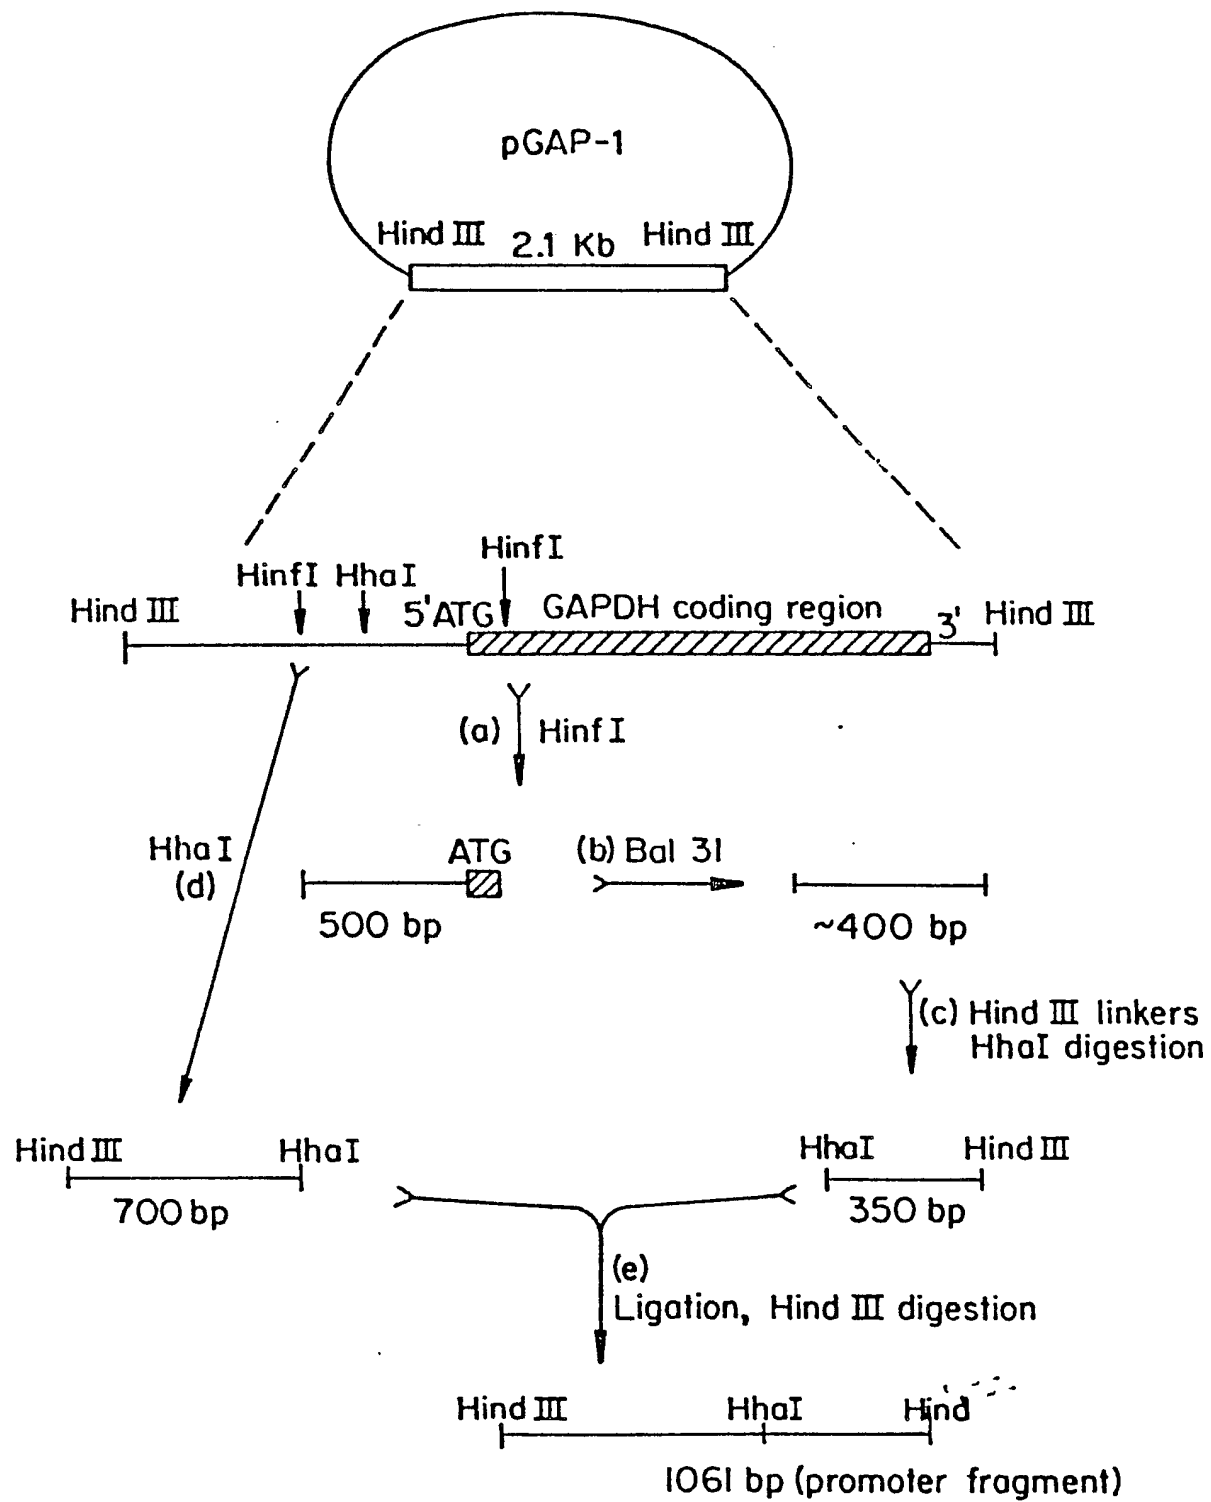 pGAP-1
Hind III 2.1 Kb Hind III
HinfI
HinfI HhaI
Hind III 5'ATG GAPDH coding region 3' Hind III
(a) HinfI
HhaI
(d)
ATG
(b) Bal 31
500 bp
~400 bp
(c) Hind III linkers
HhaI digestion
Hind III HhaI
700 bp
HhaI Hind III
350 bp
(e)
Ligation, Hind III digestion
Hind III HhaI Hind
1061 bp (promoter fragment)